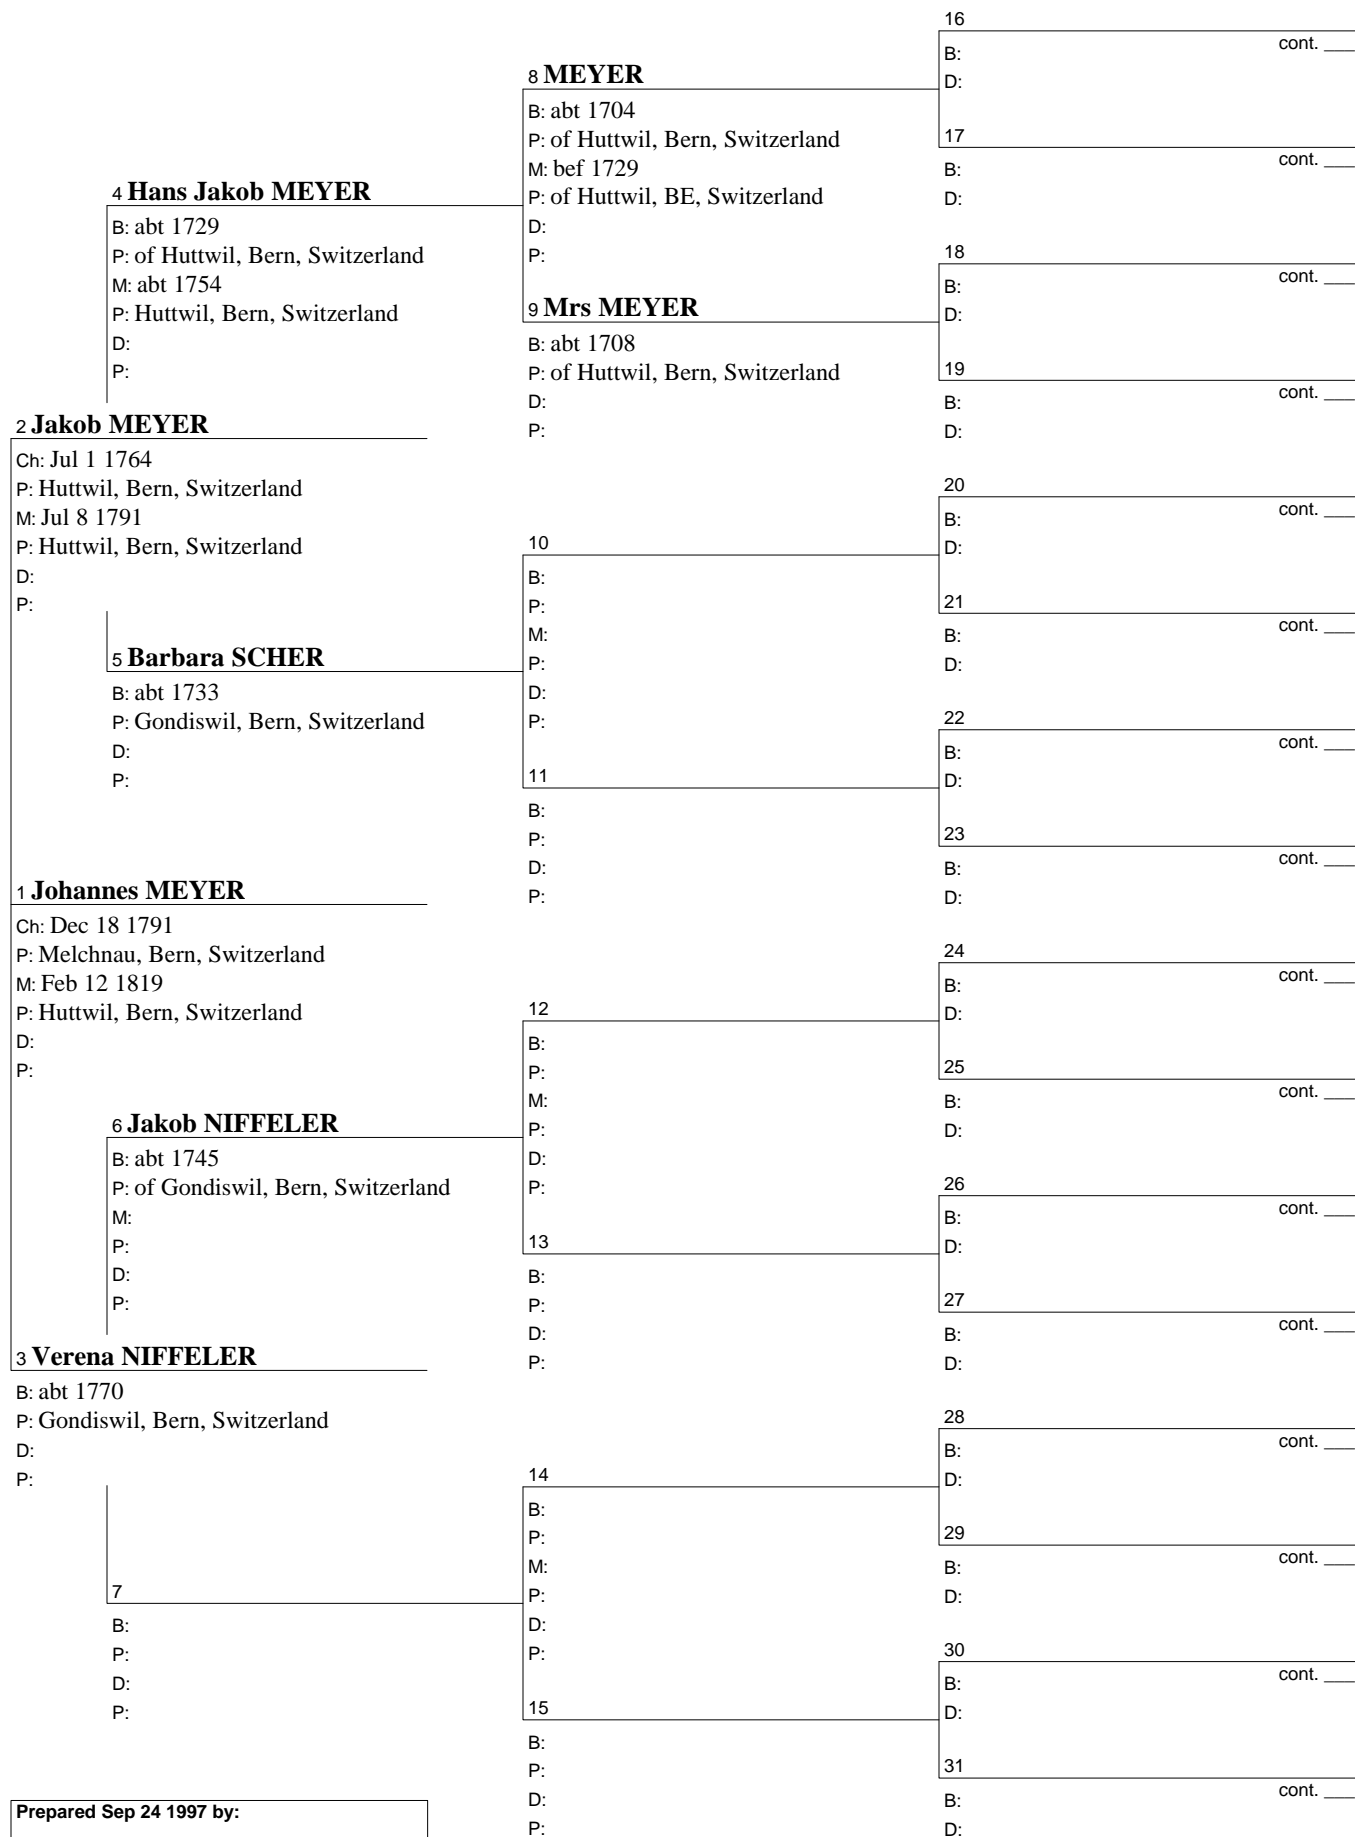 16
cont. ___
B:
D:
8 MEYER
B: abt 1704
P: of Huttwil, Bern, Switzerland
M: bef 1729
P: of Huttwil, BE, Switzerland
D:
P:
17
cont. ___
B:
D:
4 Hans Jakob MEYER
B: abt 1729
P: of Huttwil, Bern, Switzerland
M: abt 1754
P: Huttwil, Bern, Switzerland
D:
P:
18
cont. ___
B:
D:
9 Mrs MEYER
B: abt 1708
P: of Huttwil, Bern, Switzerland
D:
P:
19
cont. ___
B:
D:
2 Jakob MEYER
Ch: Jul 1 1764
P: Huttwil, Bern, Switzerland
M: Jul 8 1791
P: Huttwil, Bern, Switzerland
D:
P:
20
cont. ___
B:
D:
10
B:
P:
M:
P:
D:
P:
21
cont. ___
B:
D:
5 Barbara SCHER
B: abt 1733
P: Gondiswil, Bern, Switzerland
D:
P:
22
cont. ___
B:
D:
11
B:
P:
D:
P:
23
cont. ___
B:
D:
1 Johannes MEYER
Ch: Dec 18 1791
P: Melchnau, Bern, Switzerland
M: Feb 12 1819
P: Huttwil, Bern, Switzerland
D:
P:
24
cont. ___
B:
D:
12
B:
P:
M:
P:
D:
P:
25
cont. ___
B:
D:
6 Jakob NIFFELER
B: abt 1745
P: of Gondiswil, Bern, Switzerland
M:
P:
D:
P:
26
cont. ___
B:
D:
13
B:
P:
D:
P:
27
cont. ___
B:
D:
3 Verena NIFFELER
B: abt 1770
P: Gondiswil, Bern, Switzerland
D:
P:
28
cont. ___
B:
D:
14
B:
P:
M:
P:
D:
P:
29
cont. ___
B:
D:
7
B:
P:
D:
P:
30
cont. ___
B:
D:
15
B:
P:
D:
P:
31
cont. ___
B:
D:
Prepared Sep 24 1997 by: